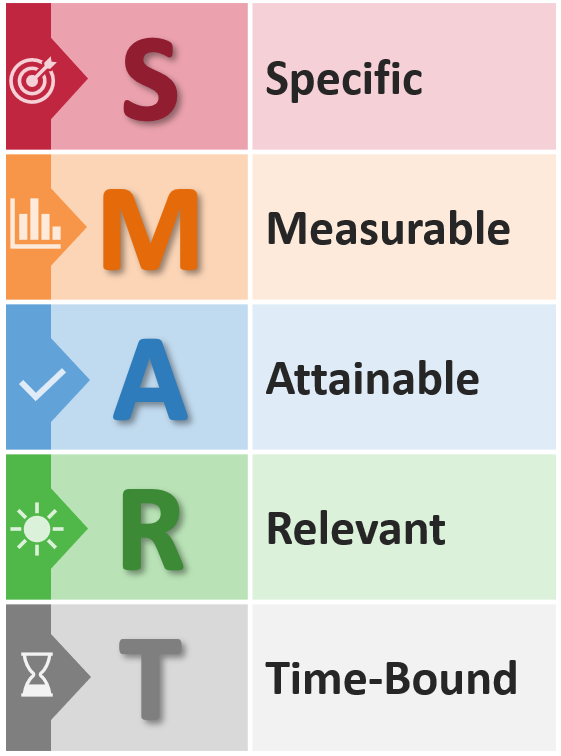 S Specific
M Measurable
A Attainable
R Relevant
T Time-Bound